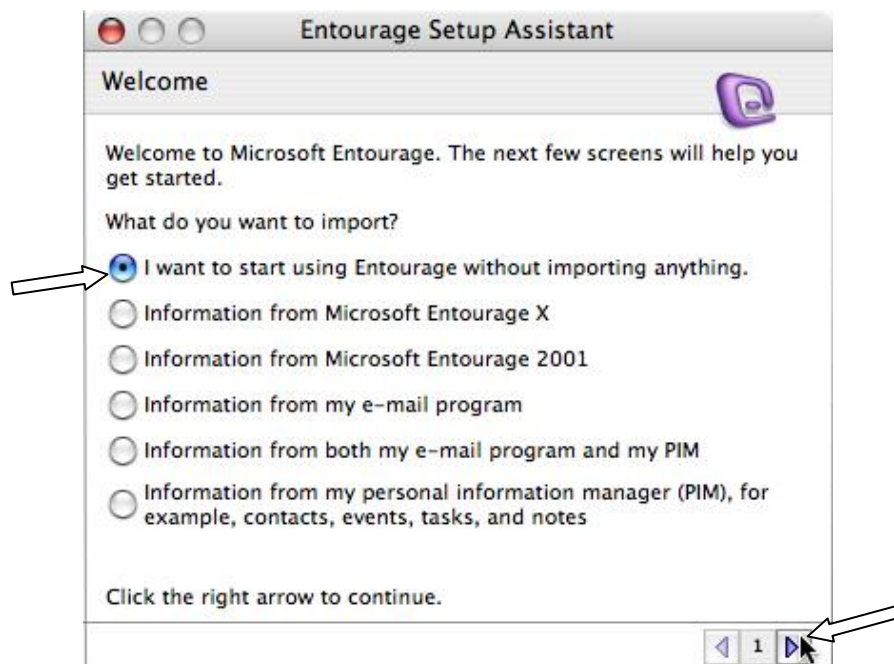 Entourage Setup Assistant
Welcome
Welcome to Microsoft Entourage. The next few screens will help you
get started.
What do you want to import?
I want to start using Entourage without importing anything.
Information from Microsoft Entourage X
Information from Microsoft Entourage 2001
Information from my e-mail program
Information from both my e-mail program and my PIM
Information from my personal information manager (PIM), for
example, contacts, events, tasks, and notes
Click the right arrow to continue.
1